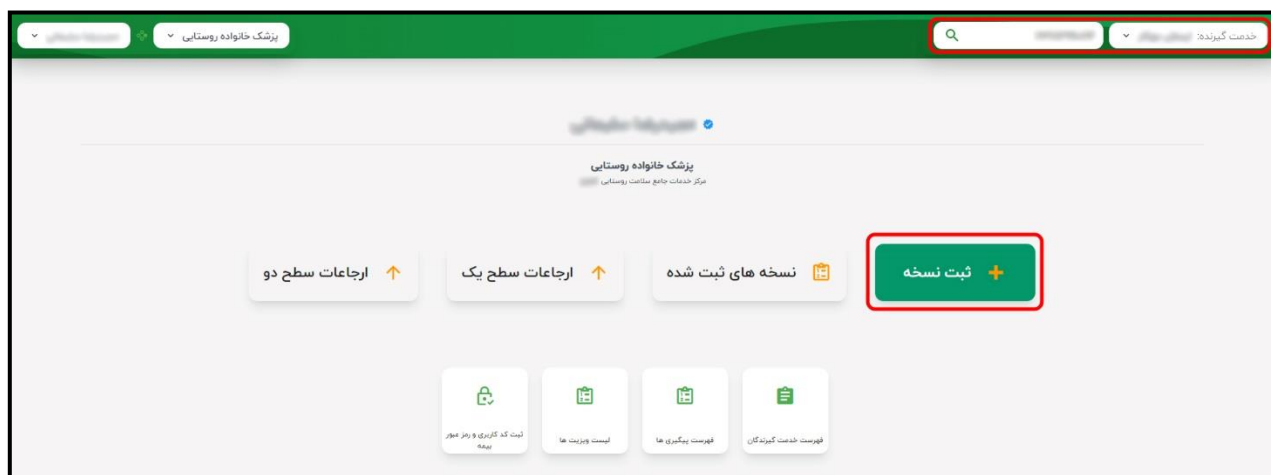 خدمت گیرنده:
پزشک خانواده روستایی
پزشک خانواده روستایی
مرکز خدمات جامع سلامت روستایی
ثبت نسخه
نسخه های ثبت شده
ارجاعات سطح یک
ارجاعات سطح دو
فهرست خدمت گیرندگان
فهرست پیگیری ها
لیست ویزیت ها
ثبت کد کاربری و رمز عبور
بیمه